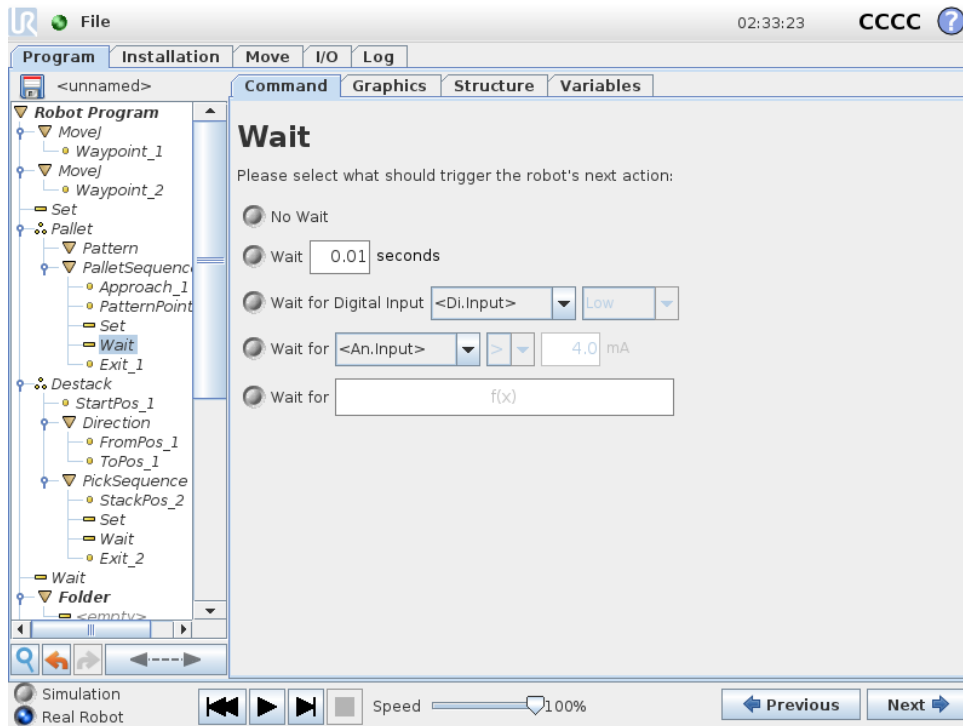 UR File 02:33:23 CCCC ?
Program Installation Move I/O Log
<unnamed>
Command Graphics Structure Variables
Robot Program
MoveJ
Waypoint_1
MoveJ
Waypoint_2
Set
Pallet
Pattern
PalletSequenc
Approach_1
PatternPoint
Set
Wait
Exit_1
Destack
StartPos_1
Direction
FromPos_1
ToPos_1
PickSequence
StackPos_2
Set
Wait
Exit_2
Wait
Folder
<empty>
Wait
Please select what should trigger the robot's next action:
No Wait
Wait 0.01 seconds
Wait for Digital Input <Di.Input> Low
Wait for <An.Input> > 4.0 mA
Wait for f(x)
Simulation
Real Robot
Speed 100%
Previous Next